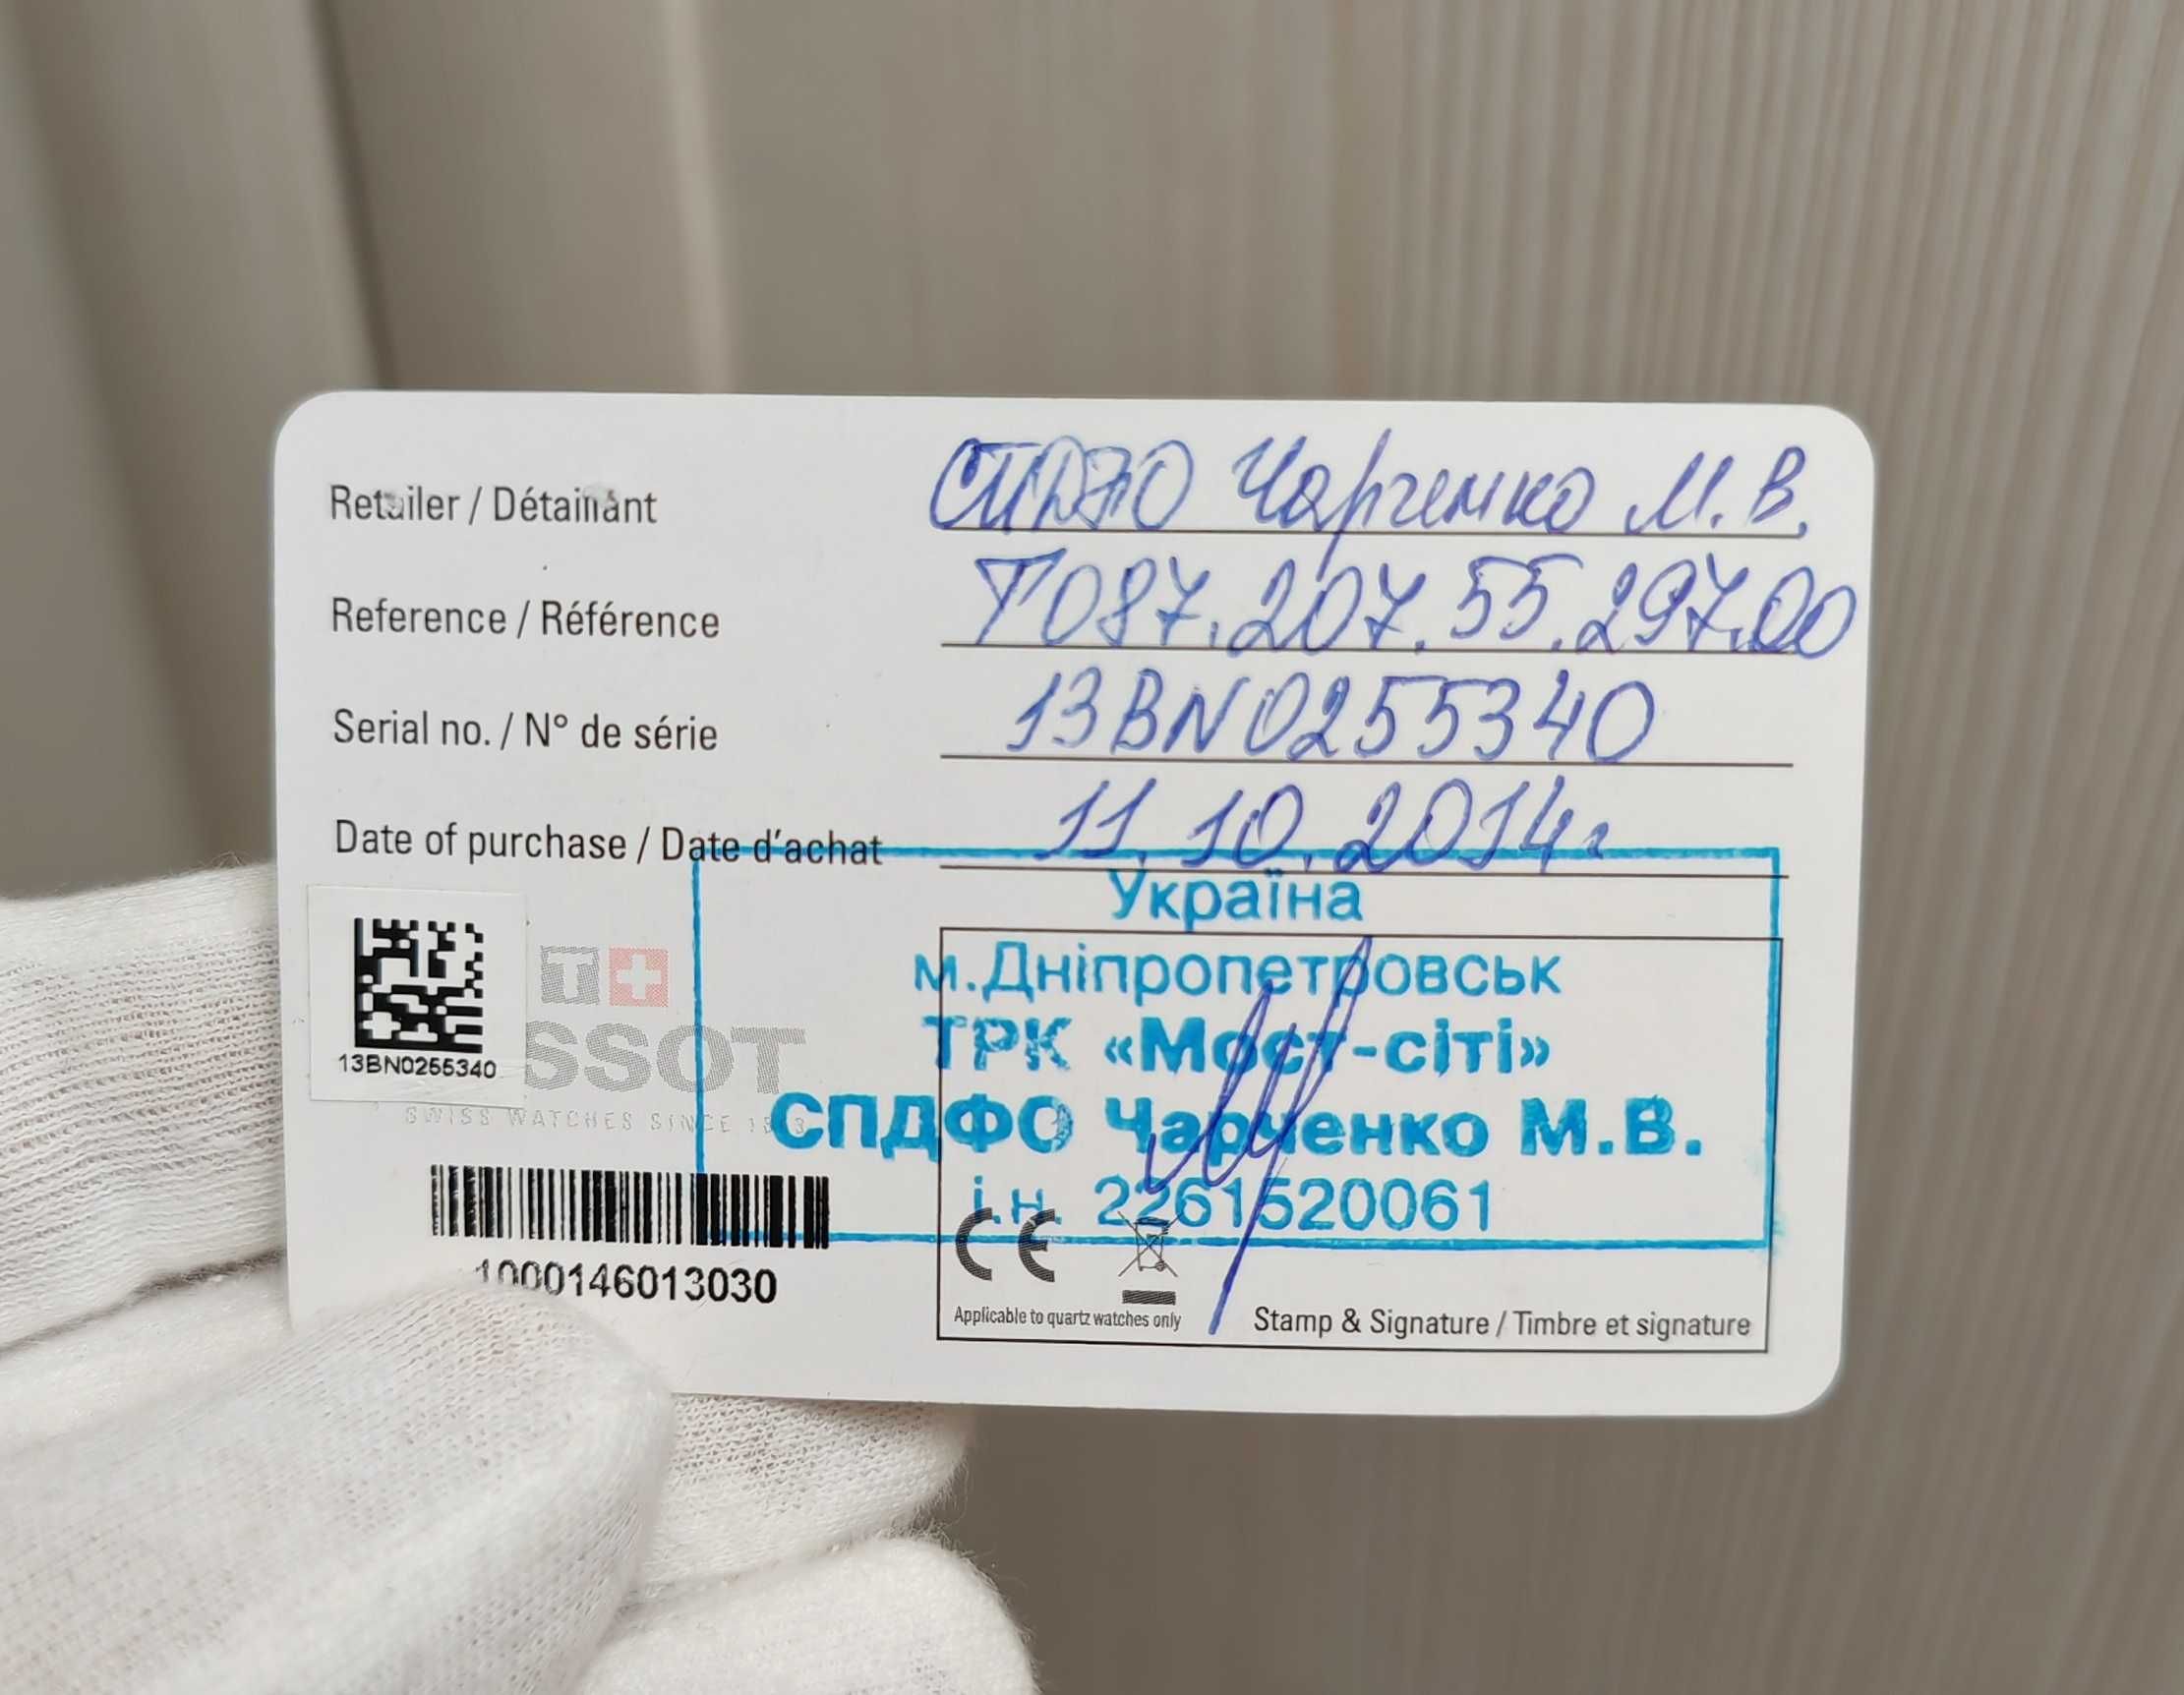 Retailer / Détaillant СПДФО Чарченко М.В.
Reference / Référence T087.207.55.297.00
Serial no. / N° de série 13BN0255340
Date of purchase / Date d'achat 11.10.2014г
Україна
м.Дніпропетровськ
ТРК «Мост-сіті»
СПДФО Чарченко М.В.
і.н. 2261520061
13BN0255340
T+
SSOT
SWISS WATCHES SINCE 1853
1000146013030
CE
Applicable to quartz watches only
Stamp & Signature / Timbre et signature